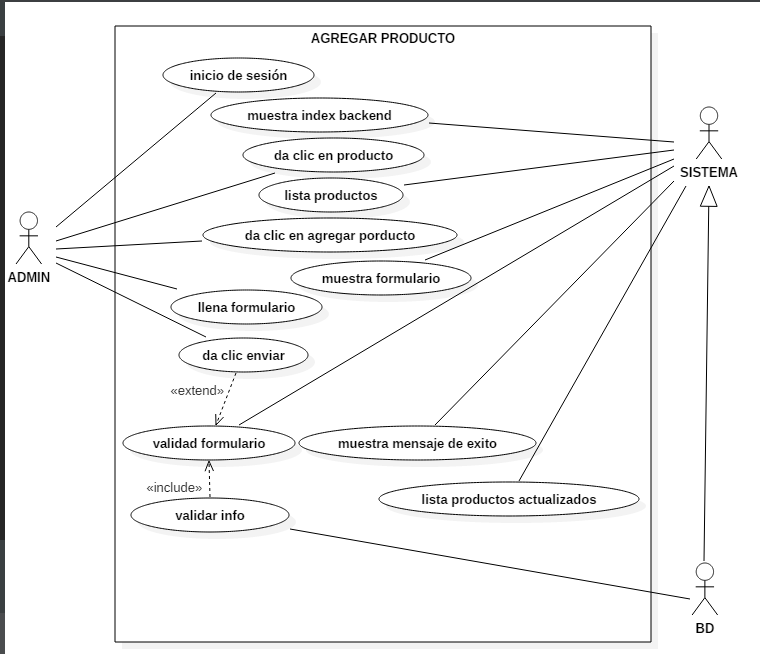 AGREGAR PRODUCTO
inicio de sesión
muestra index backend
da clic en producto
SISTEMA
lista productos
da clic en agregar porducto
ADMIN
muestra formulario
llena formulario
da clic enviar
«extend»
validad formulario
muestra mensaje de exito
«include»
lista productos actualizados
validar info
BD